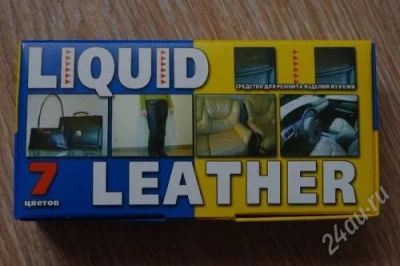 LIQUID
СРЕДСТВО ДЛЯ РЕМОНТА ИЗДЕЛИЙ ИЗ КОЖИ
7
цветов
LEATHER
24au.ru